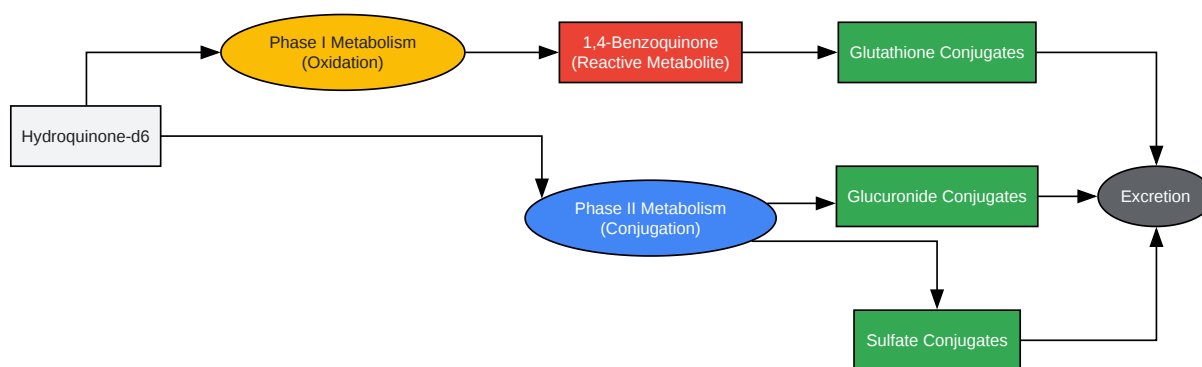 Phase I Metabolism
(Oxidation)
1,4-Benzoquinone
(Reactive Metabolite)
Glutathione Conjugates
Hydroquinone-d6
Phase II Metabolism
(Conjugation)
Glucuronide Conjugates
Excretion
Sulfate Conjugates